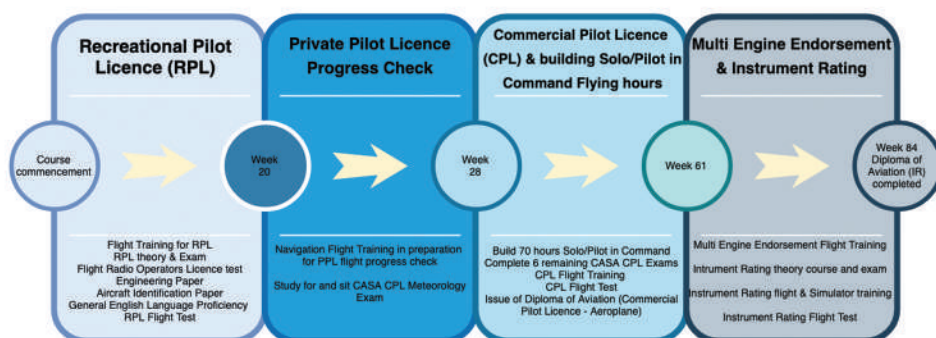 Recreational Pilot
Licence (RPL)
Course
commencement
Flight Training for RPL
RPL theory & Exam
Flight Radio Operators Licence test
Engineering Paper
Aircraft Identification Paper
General English Language Proficiency
RPL Flight Test
Week
20
Private Pilot Licence
Progress Check
Navigation Flight Training in preparation
for PPL flight progress check
Study for and sit CASA CPL Meteorology
Exam
Week
28
Commercial Pilot Licence
(CPL) & building Solo/Pilot in
Command Flying hours
Build 70 hours Solo/Pilot in Command
Complete 6 remaining CASA CPL Exams
CPL Flight Training
CPL Flight Test
Issue of Diploma of Aviation (Commercial
Pilot Licence - Aeroplane)
Week 61
Multi Engine Endorsement
& Instrument Rating
Multi Engine Endorsement Flight Training
Intrument Rating theory course and exam
Instrument Rating flight & Simulator training
Instrument Rating Flight Test
Week 84
Diploma of
Aviation (IR)
completed